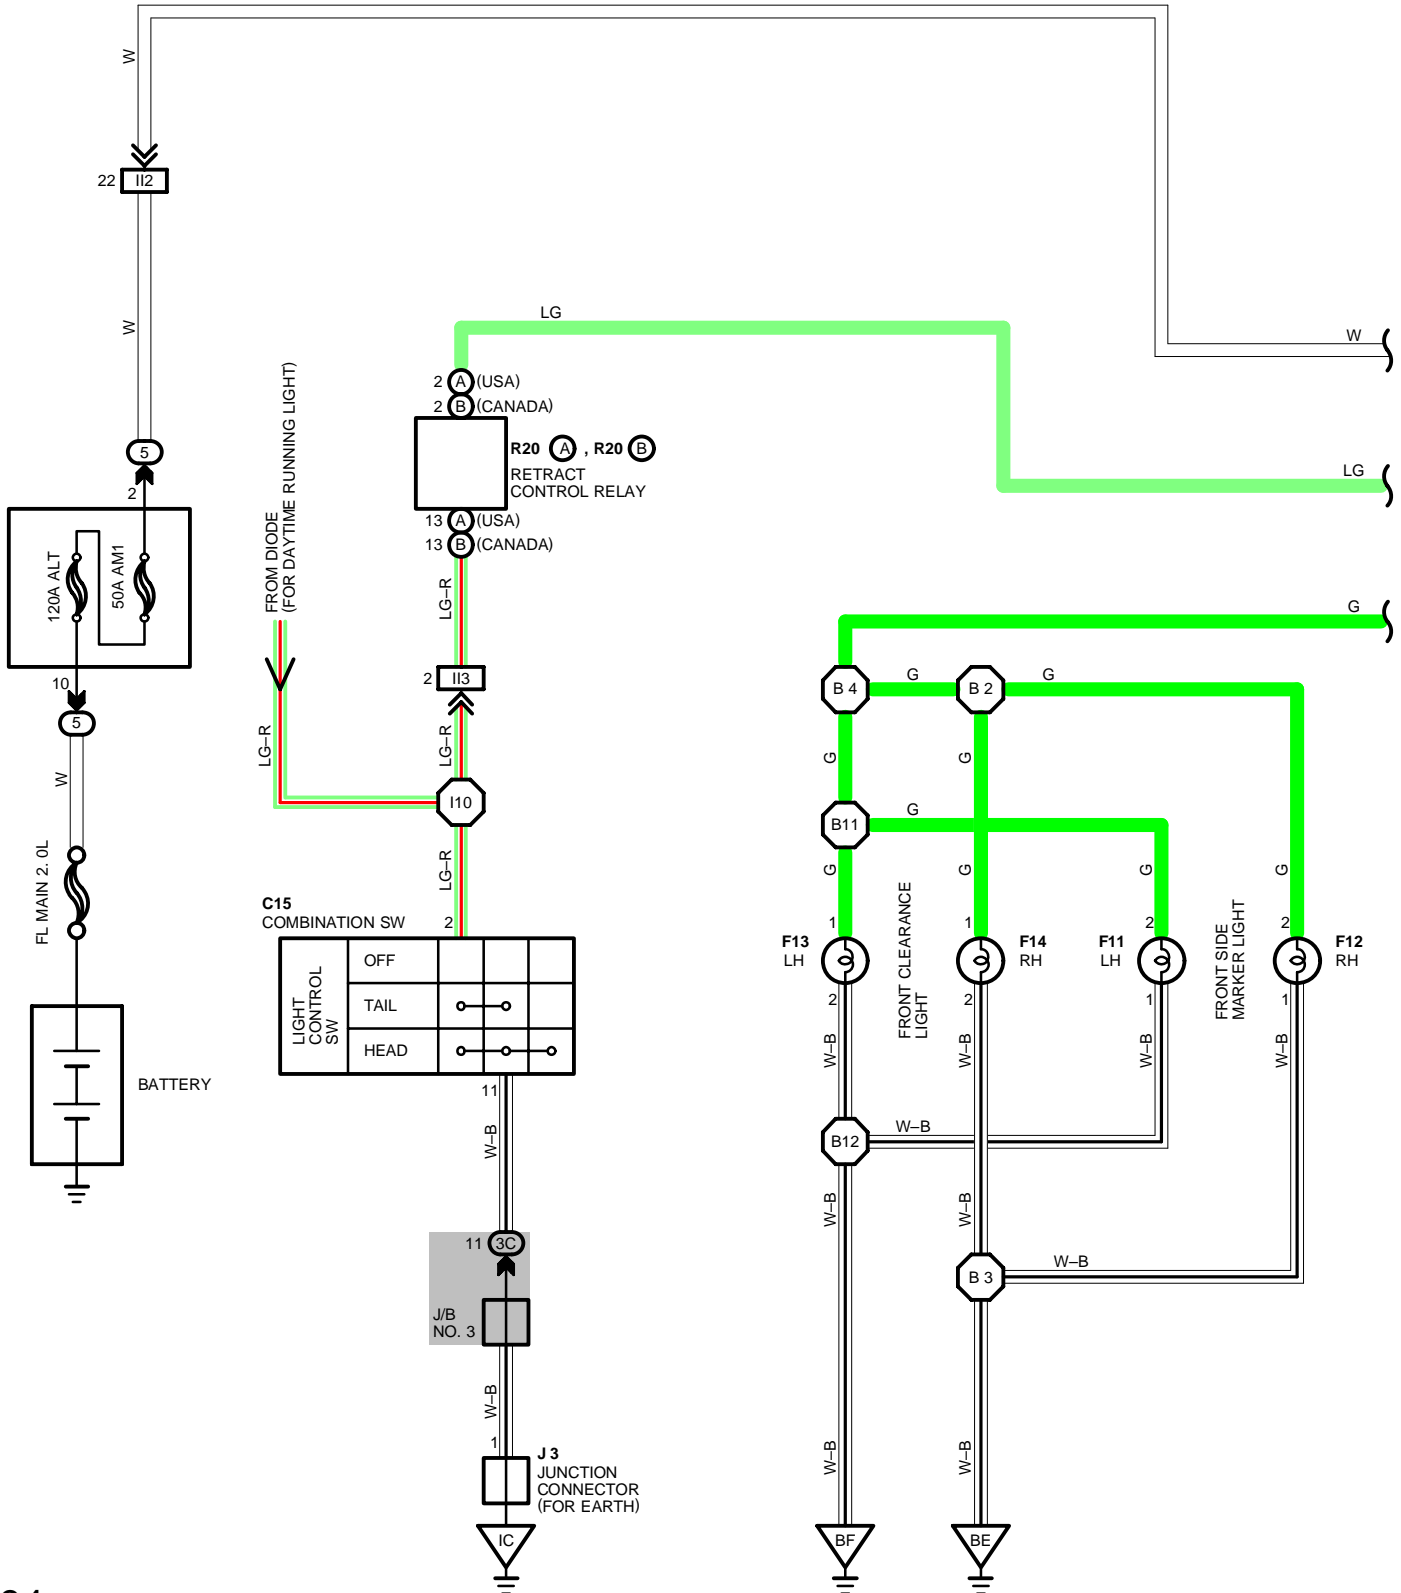 W
22 II2
W
5
2
120A ALT
50A AM1
10
5
W
FL MAIN 2. 0L
BATTERY
FROM DIODE
(FOR DAYTIME RUNNING LIGHT)
LG–R
LG
2 A (USA)
2 B (CANADA)
R20 A , R20 B
RETRACT
CONTROL RELAY
13 A (USA)
13 B (CANADA)
LG–R
2 II3
LG–R
I10
LG–R
C15
COMBINATION SW
2
LIGHT
CONTROL
SW
OFF
TAIL
HEAD
11
W–B
11 3C
J/B
NO. 3
W–B
1
J 3
JUNCTION
CONNECTOR
(FOR EARTH)
IC
W
LG
G
B 4
G
B 2
G
G
G
B11
G
G
G
G
G
1
1
2
2
F13
LH
F14
RH
F11
LH
F12
RH
FRONT CLEARANCE
LIGHT
FRONT SIDE
MARKER LIGHT
2
2
1
1
W–B
W–B
W–B
W–B
B12
W–B
W–B
W–B
B 3
W–B
W–B
W–B
BF
BE